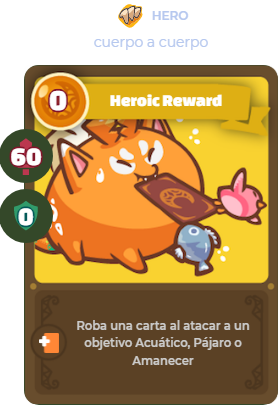 HERO
cuerpo a cuerpo
0
Heroic Reward
60
0
Roba una carta al atacar a un
objetivo Acuático, Pájaro o
Amanecer